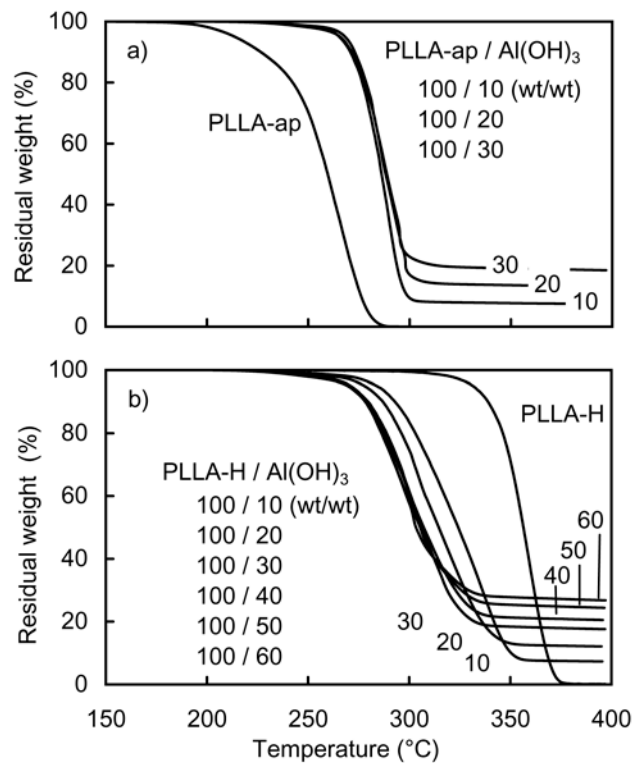 100
80
60
40
20
0
Residual weight (%)
a)
PLLA-ap
PLLA-ap / Al(OH)₃
100 / 10 (wt/wt)
100 / 20
100 / 30
30
20
10
100
80
60
40
20
0
Residual weight (%)
b)
PLLA-H
PLLA-H / Al(OH)₃
100 / 10 (wt/wt)
100 / 20
100 / 30
100 / 40
100 / 50
100 / 60
60
50
40
30
20
10
150 200 250 300 350 400
Temperature (°C)